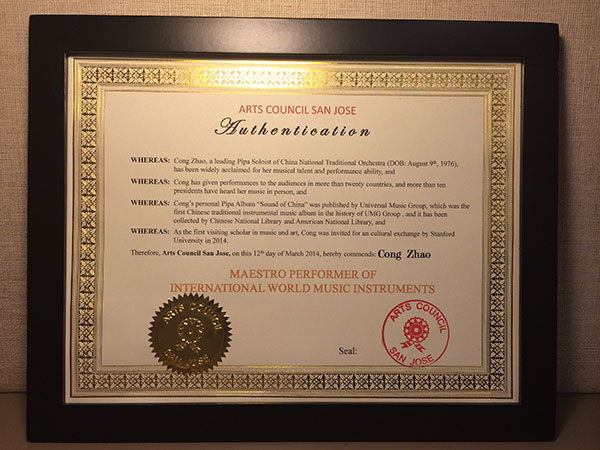 ARTS COUNCIL SAN JOSE
Authentication
WHEREAS: Cong Zhao, a leading Pipa Soloist of China National Traditional Orchestra (DOB: August 9th, 1976),
has been widely acclaimed for her musical talent and performance ability, and
WHEREAS: Cong has given performances to the audiences in more than twenty countries, and more than ten
presidents have heard her music in person, and
WHEREAS: Cong's personal Pipa Album "Sound of China" was published by Universal Music Group, which was the
first Chinese traditional instrumental music album in the history of UMG Group , and it has been
collected by Chinese National Library and American National Library, and
WHEREAS: As the first visiting scholar in music and art, Cong was invited for an cultural exchange by Stanford
University in 2014.
Therefore, Arts Council San Jose, on this 12th day of March 2014, hereby commends: Cong Zhao
MAESTRO PERFORMER OF
INTERNATIONAL WORLD MUSIC INSTRUMENTS
ARTS COUNCIL
SAN JOSE
Seal:
ARTS COUNCIL
SAN JOSE